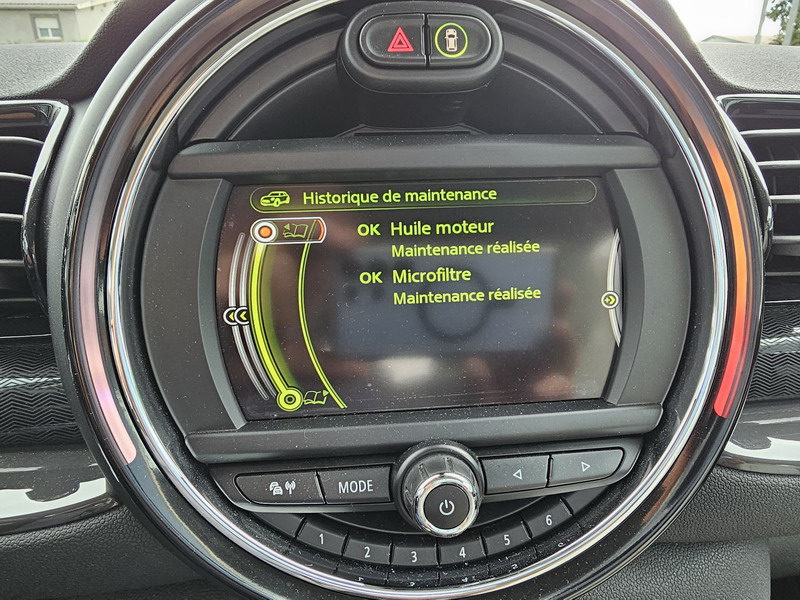 Historique de maintenance
OK Huile moteur
Maintenance réalisée
OK Microfiltre
Maintenance réalisée
MODE
1 2 3 4 5 6